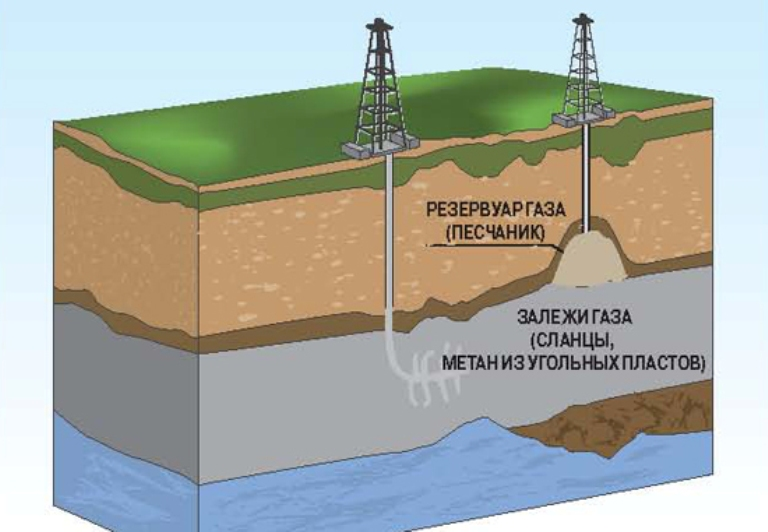 РЕЗЕРВУАР ГАЗА
(ПЕСЧАНИК)
ЗАЛЕЖИ ГАЗА
(СЛАНЦЫ,
МЕТАН ИЗ УГОЛЬНЫХ ПЛАСТОВ)